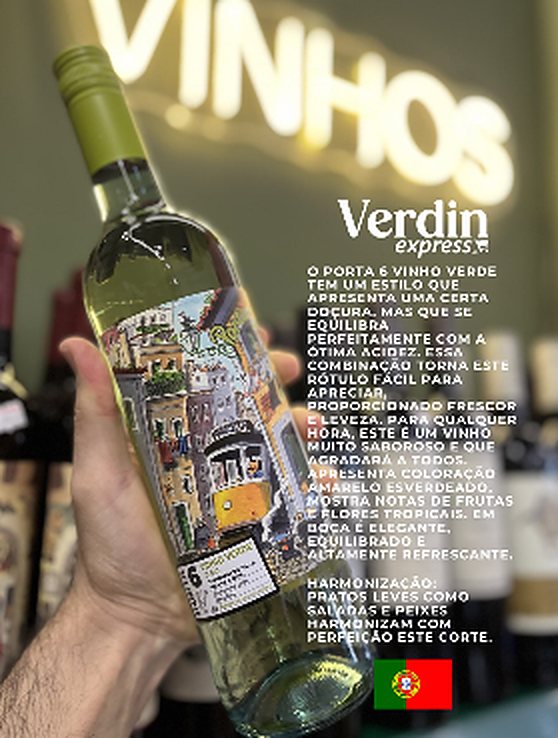 VINHOS
Verdin
express
O PORTA 6 VINHO VERDE
TEM UM ESTILO QUE
APRESENTA UMA CERTA
DOÇURA, MAS QUE SE
EQUILIBRA
PERFEITAMENTE COM A
ÓTIMA ACIDEZ. ESSA
COMBINAÇÃO TORNA ESTE
RÓTULO FÁCIL PARA
APRECIAR,
PROPORCIONADO FRESCOR
E LEVEZA. PARA QUALQUER
HORA, ESTE É UM VINHO
MUITO SABOROSO E QUE
AGRADARÁ A TODOS.
APRESENTA COLORAÇÃO
AMARELO ESVERDEADO.
MOSTRA NOTAS DE FRUTAS
E FLORES TROPICAIS. EM
BOCA É ELEGANTE,
EQUILIBRADO E
ALTAMENTE REFRESCANTE.
HARMONIZAÇÃO:
PRATOS LEVES COMO
SALADAS E PEIXES
HARMONIZAM COM
PERFEIÇÃO ESTE CORTE.
6
VINHO VERDE